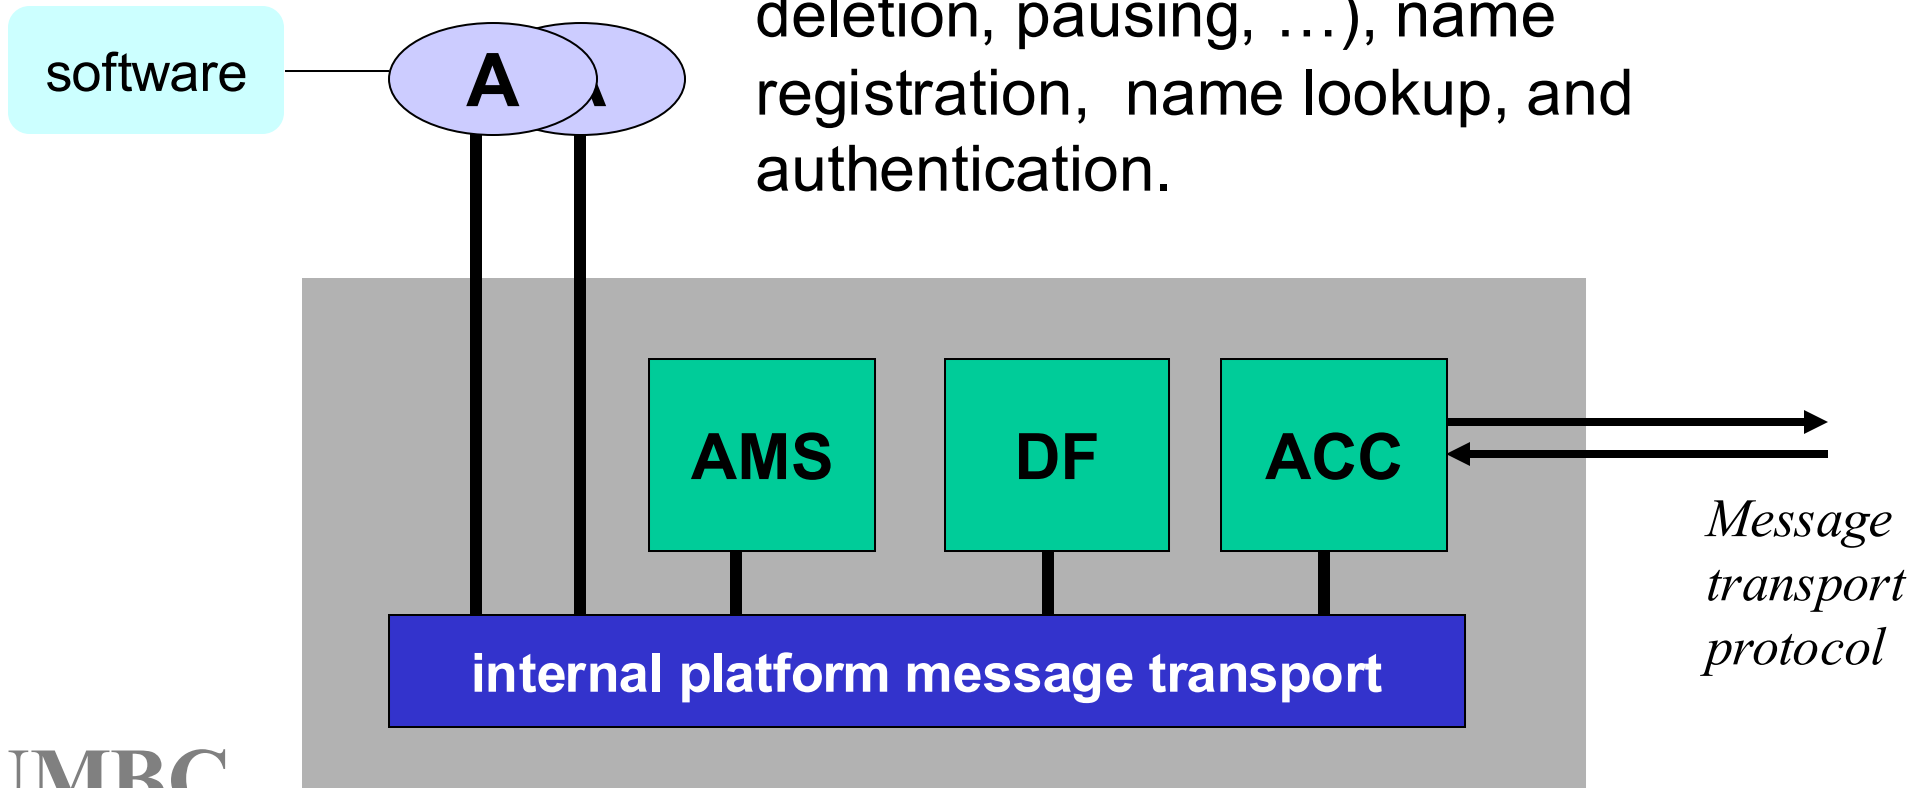 deletion, pausing, …), name
software
A
registration,  name lookup, and
authentication.
AMS
DF
ACC
Message
transport
protocol
internal platform message transport